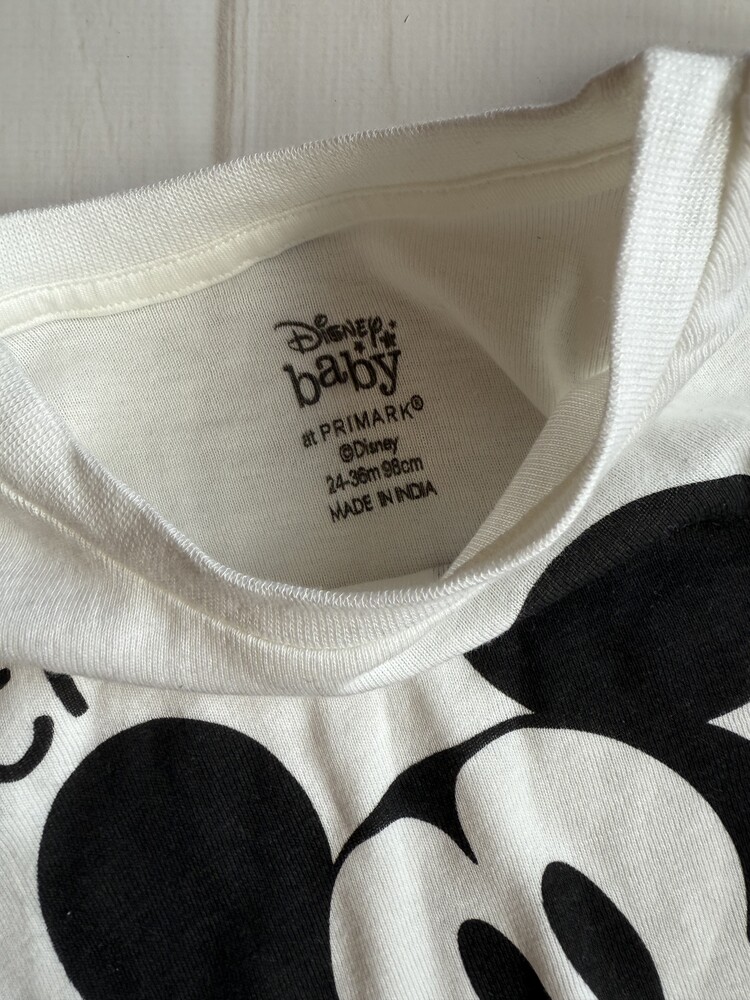 Disney
baby
at PRIMARK®
©Disney
24-36m 98cm
MADE IN INDIA